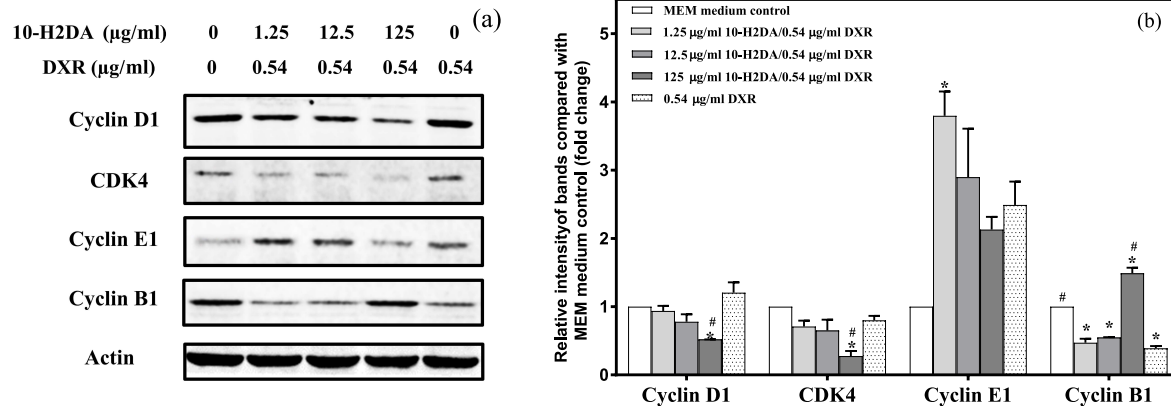 (a)
10-H2DA (μg/ml) 0 1.25 12.5 125 0
DXR (μg/ml) 0 0.54 0.54 0.54 0.54
Cyclin D1
CDK4
Cyclin E1
Cyclin B1
Actin
(b)
MEM medium control
1.25 μg/ml 10-H2DA/0.54 μg/ml DXR
12.5 μg/ml 10-H2DA/0.54 μg/ml DXR
125 μg/ml 10-H2DA/0.54 μg/ml DXR
0.54 μg/ml DXR
Relative intensityof bands compared with
MEM medium control (fold change)
5
4
3
2
1
0
*
#
*
#
*
#
*
*
#
*
*
Cyclin D1 CDK4 Cyclin E1 Cyclin B1